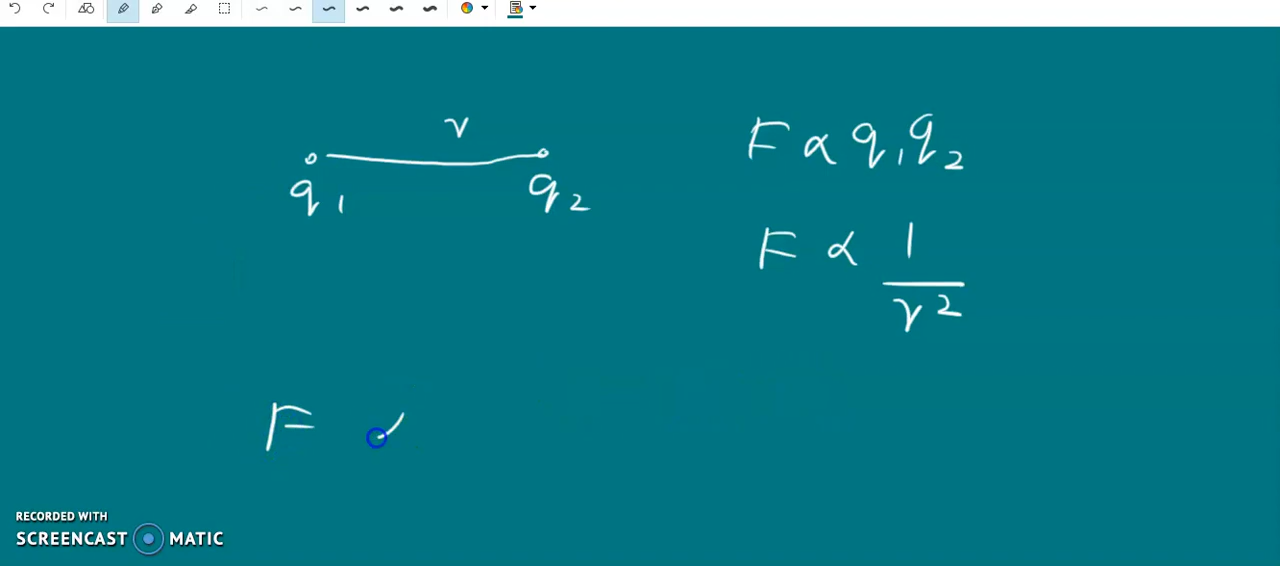 r
q1 q2
F ∝ q1q2
F ∝ 1/r²
F
RECORDED WITH
SCREENCAST MATIC